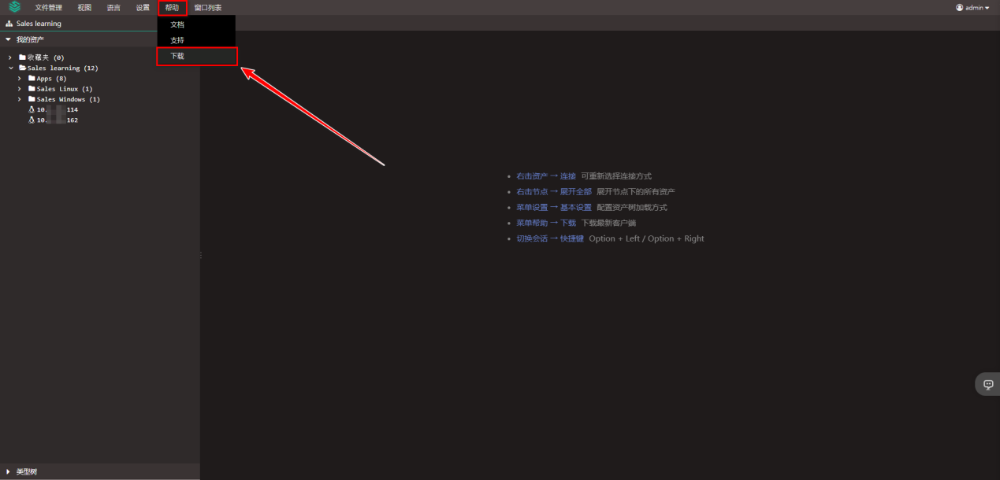 文件管理 视图 语言 设置 帮助 窗口列表 admin
Sales learning
文档
我的资产
支持
下载
收藏夹 (0)
Sales learning (12)
Apps (8)
Sales Linux (1)
Sales Windows (1)
10. 114
10. 162
右击资产 → 连接 可重新选择连接方式
右击节点 → 展开全部 展开节点下的所有资产
菜单设置 → 基本设置 配置资产树加载方式
菜单帮助 → 下载 下载最新客户端
切换会话 → 快捷键 Option + Left / Option + Right
类型树